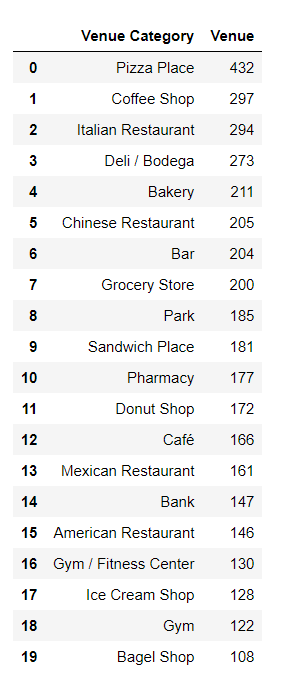 Venue Category Venue
0 Pizza Place 432
1 Coffee Shop 297
2 Italian Restaurant 294
3 Deli / Bodega 273
4 Bakery 211
5 Chinese Restaurant 205
6 Bar 204
7 Grocery Store 200
8 Park 185
9 Sandwich Place 181
10 Pharmacy 177
11 Donut Shop 172
12 Café 166
13 Mexican Restaurant 161
14 Bank 147
15 American Restaurant 146
16 Gym / Fitness Center 130
17 Ice Cream Shop 128
18 Gym 122
19 Bagel Shop 108